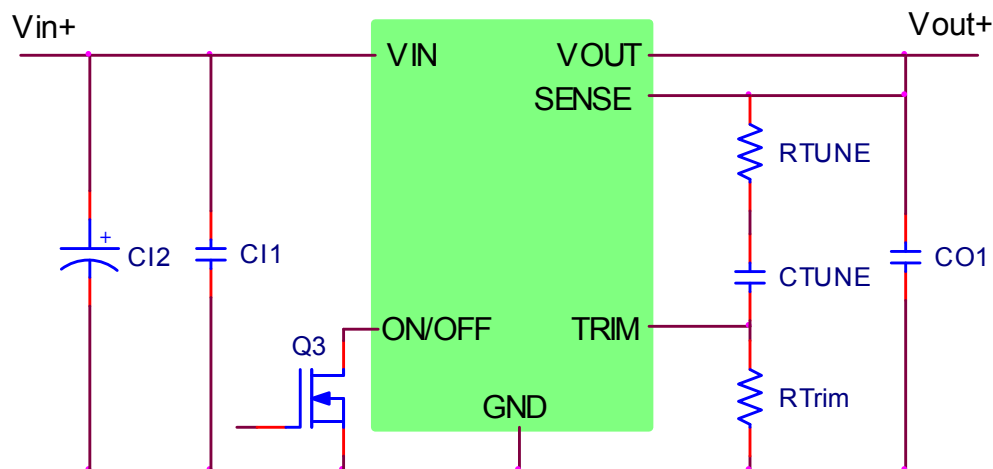 Vin+
Vout+
VIN
VOUT
SENSE
RTUNE
+
CI2
CI1
CTUNE
CO1
ON/OFF
TRIM
Q3
RTrim
GND